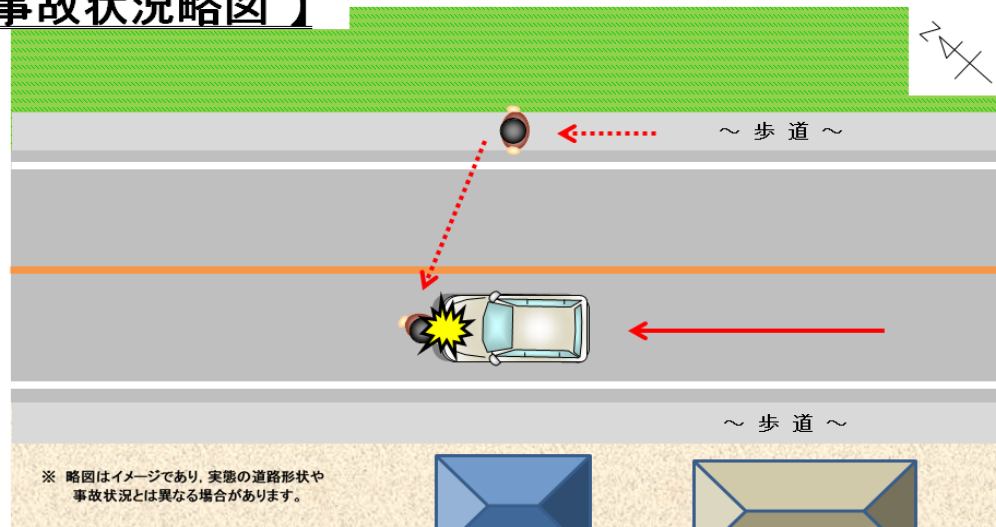 事故状況略図 】
Z
~ 歩 道 ~
~ 歩 道 ~
※ 略図はイメージであり，実態の道路形状や
事故状況とは異なる場合があります。